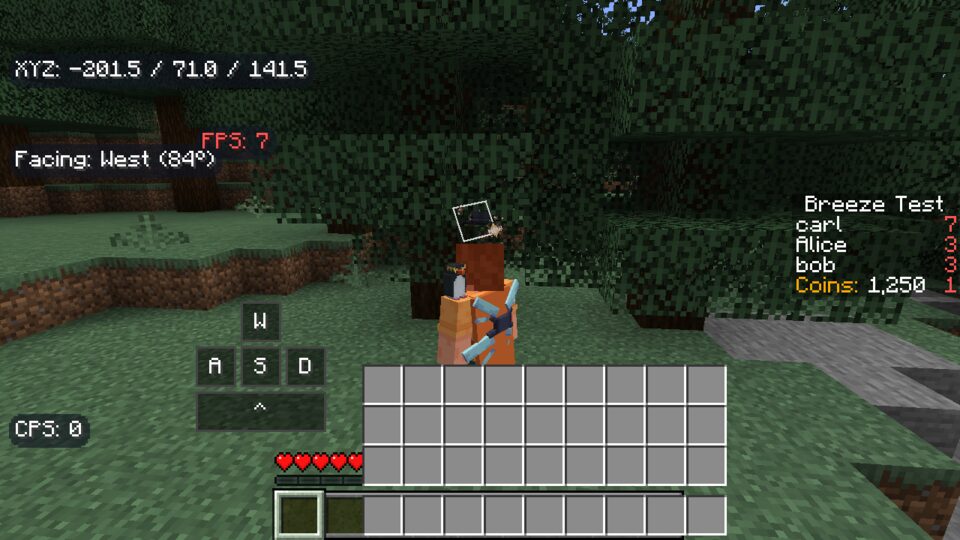 XYZ: -201.5 / 71.0 / 141.5
FPS: 7
Facing: West (84°)
Breeze Test
carl 7
Alice 3
bob 3
Coins: 1,250 1
W
A S D
^
CPS: 0